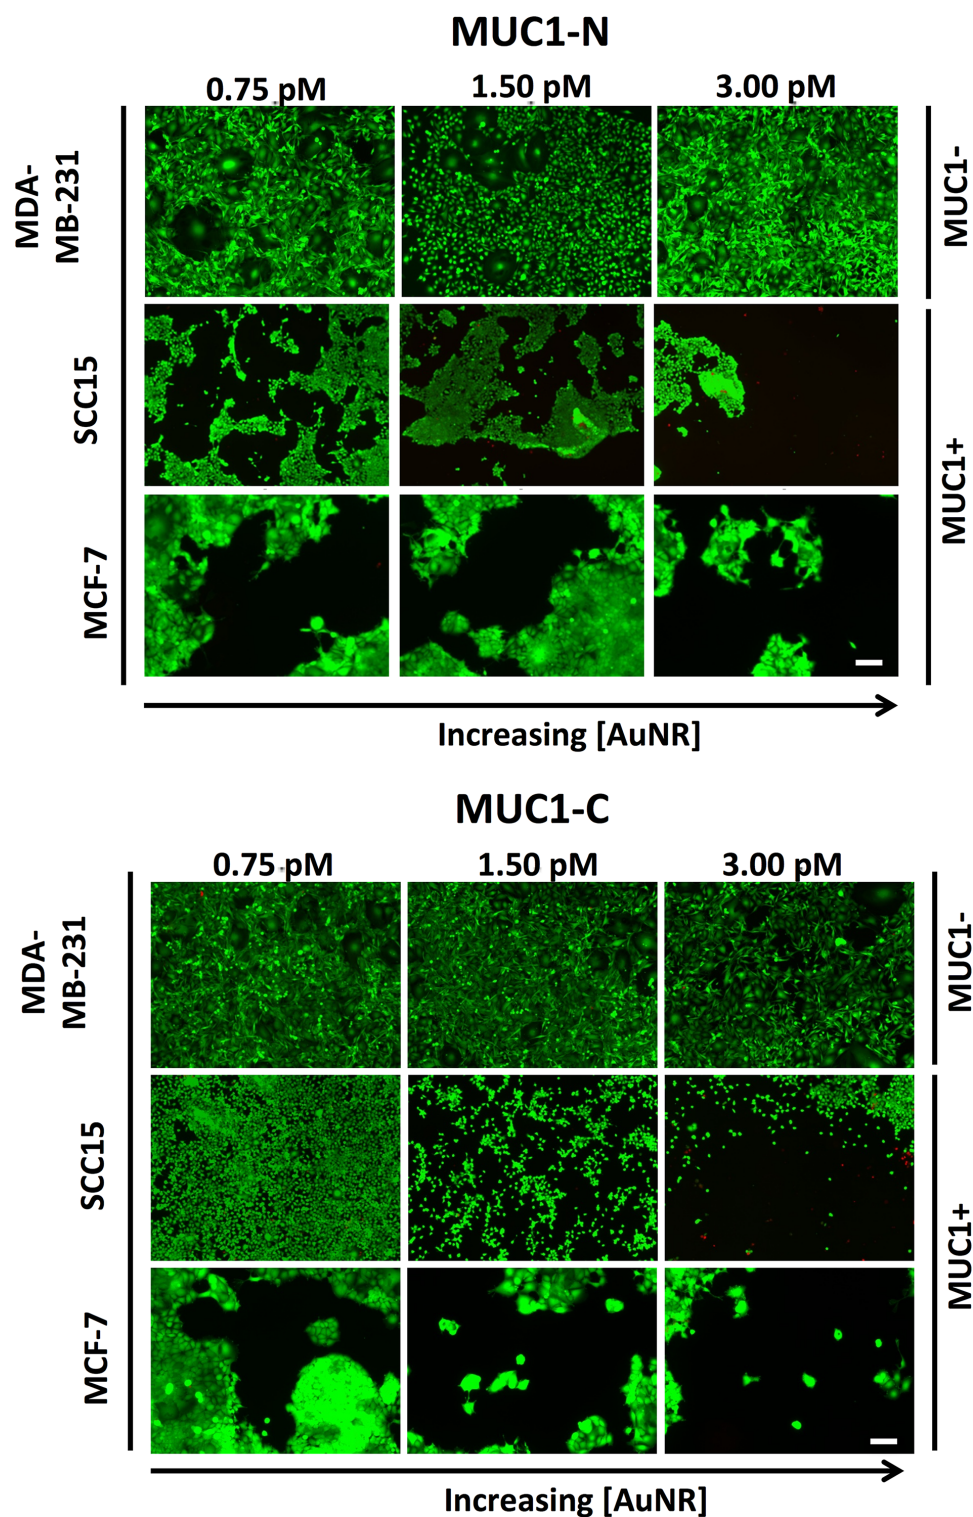 MUC1-N
0.75 pM
1.50 pM
3.00 pM
MDA-
MB-231
MUC1-
SCC15
MUC1+
MCF-7
Increasing [AuNR]
MUC1-C
0.75 pM
1.50 pM
3.00 pM
MDA-
MB-231
MUC1-
SCC15
MUC1+
MCF-7
Increasing [AuNR]